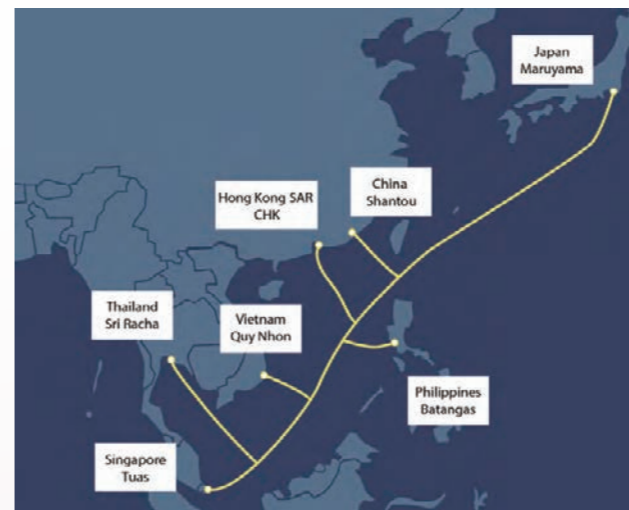 Japan
Maruyama
China
Shantou
Hong Kong SAR
CHK
Thailand
Sri Racha
Vietnam
Quy Nhon
Philippines
Batangas
Singapore
Tuas